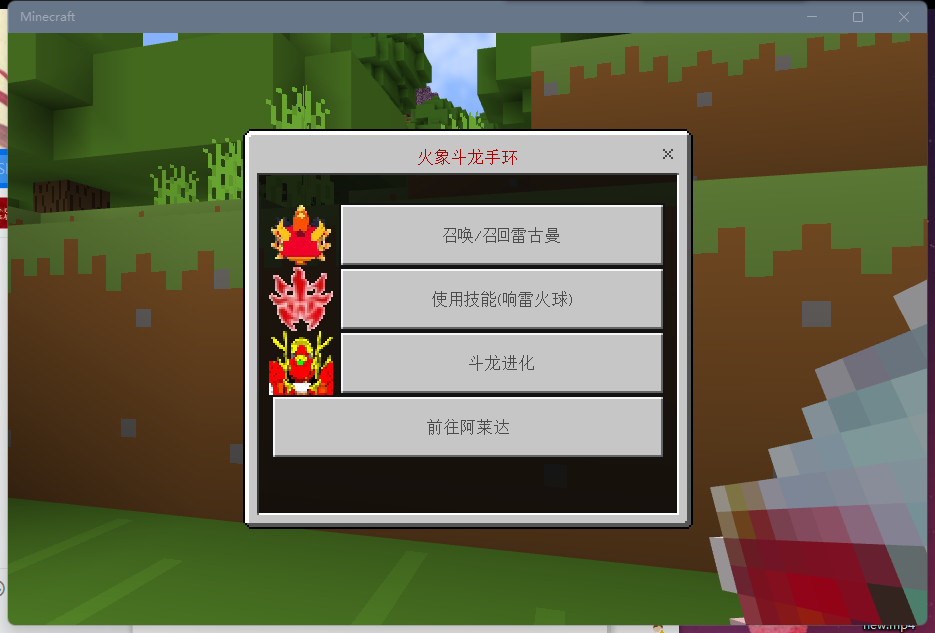 Minecraft
火象斗龙手环
召唤/召回雷古曼
使用技能(响雷火球)
斗龙进化
前往阿莱达
new.mp4